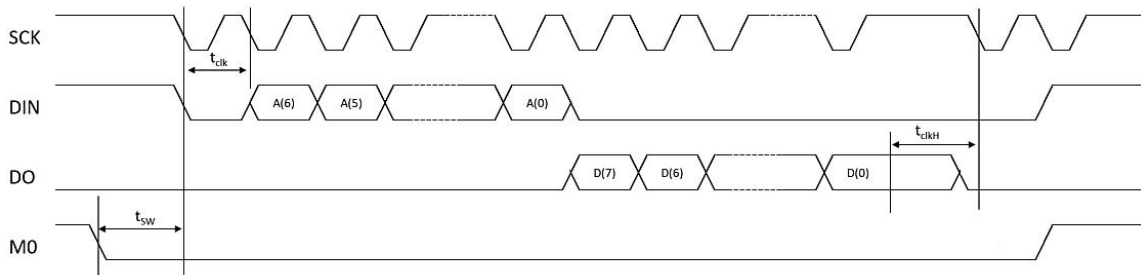 SCK
t_clk
DIN
A(6) A(5) A(0)
t_clkH
DO
D(7) D(6) D(0)
t_SW
M0